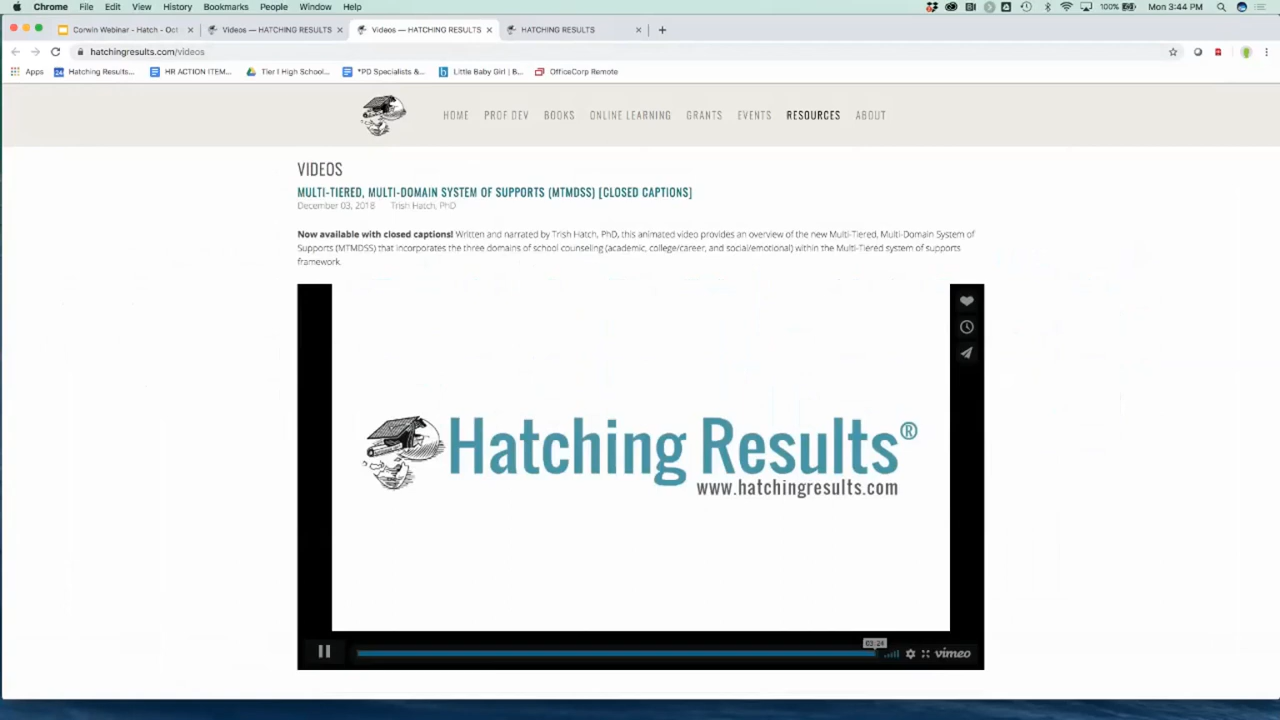 Chrome File Edit View History Bookmarks People Window Help 100% Mon 3:44 PM
Corwin Webinar - Hatch - Oct Videos — HATCHING RESULTS Videos — HATCHING RESULTS HATCHING RESULTS
hatchingresults.com/videos
Apps Hatching Results... HR ACTION ITEM... Tier I High School... *PD Specialists &... Little Baby Girl | B... OfficeCorp Remote
HOME PROF DEV BOOKS ONLINE LEARNING GRANTS EVENTS RESOURCES ABOUT
VIDEOS
MULTI-TIERED, MULTI-DOMAIN SYSTEM OF SUPPORTS (MTMDSS) [CLOSED CAPTIONS]
December 03, 2018 Trish Hatch, PhD
Now available with closed captions! Written and narrated by Trish Hatch, PhD, this animated video provides an overview of the new Multi-Tiered, Multi-Domain System of
Supports (MTMDSS) that incorporates the three domains of school counseling (academic, college/career, and social/emotional) within the Multi-Tiered system of supports
framework.
Hatching Results®
www.hatchingresults.com
03:24
vimeo